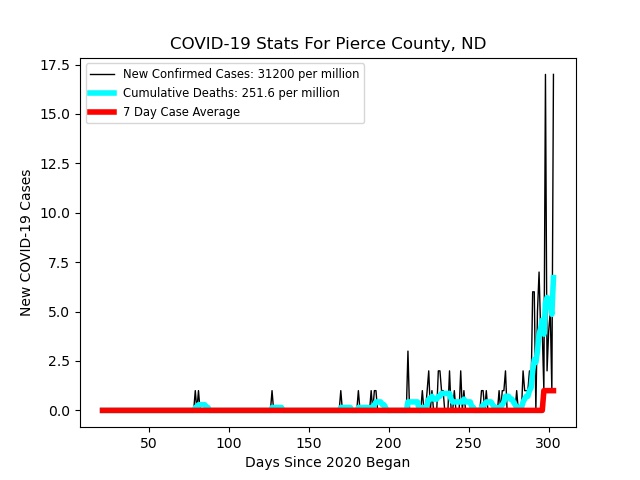 COVID-19 Stats For Pierce County, ND
17.5
15.0
12.5
10.0
7.5
5.0
2.5
0.0
New COVID-19 Cases
New Confirmed Cases: 31200 per million
Cumulative Deaths: 251.6 per million
7 Day Case Average
50 100 150 200 250 300
Days Since 2020 Began